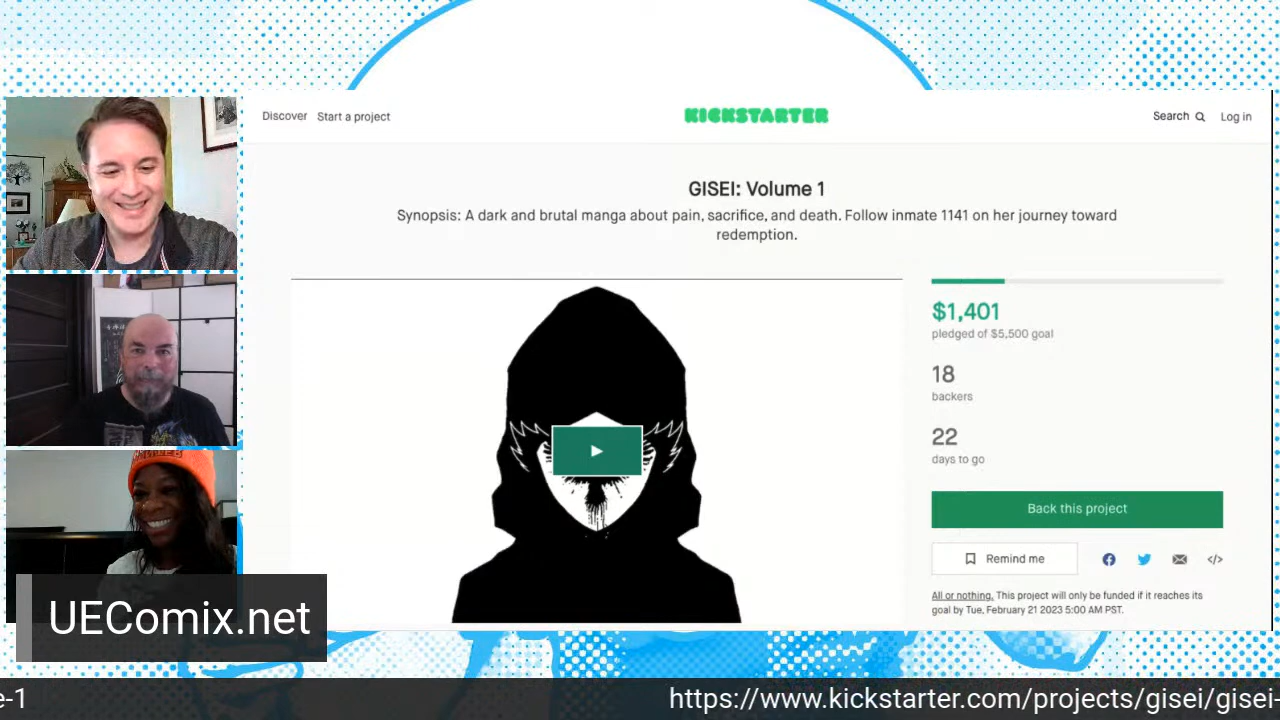 Discover Start a project
KICKSTARTER
Search
Log in
GISEI: Volume 1
Synopsis: A dark and brutal manga about pain, sacrifice, and death. Follow inmate 1141 on her journey toward
redemption.
$1,401
pledged of $5,500 goal
18
backers
22
days to go
Back this project
Remind me
All or nothing. This project will only be funded if it reaches its
goal by Tue, February 21 2023 5:00 AM PST.
UEComix.net
e-1
https://www.kickstarter.com/projects/gisei/gisei-